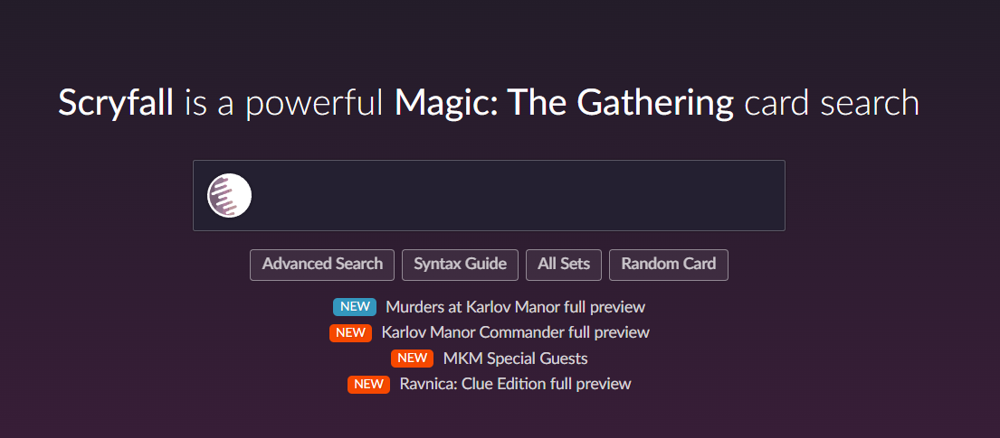 Scryfall is a powerful Magic: The Gathering card search
Advanced Search Syntax Guide All Sets Random Card
NEW Murders at Karlov Manor full preview
NEW Karlov Manor Commander full preview
NEW MKM Special Guests
NEW Ravnica: Clue Edition full preview